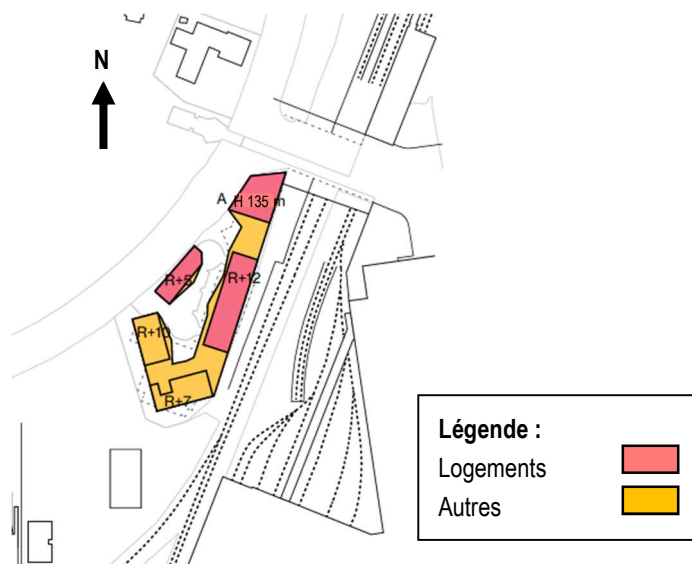 N
A H 135 m
R+5
R+12
R+10
R+7
Légende :
Logements
Autres